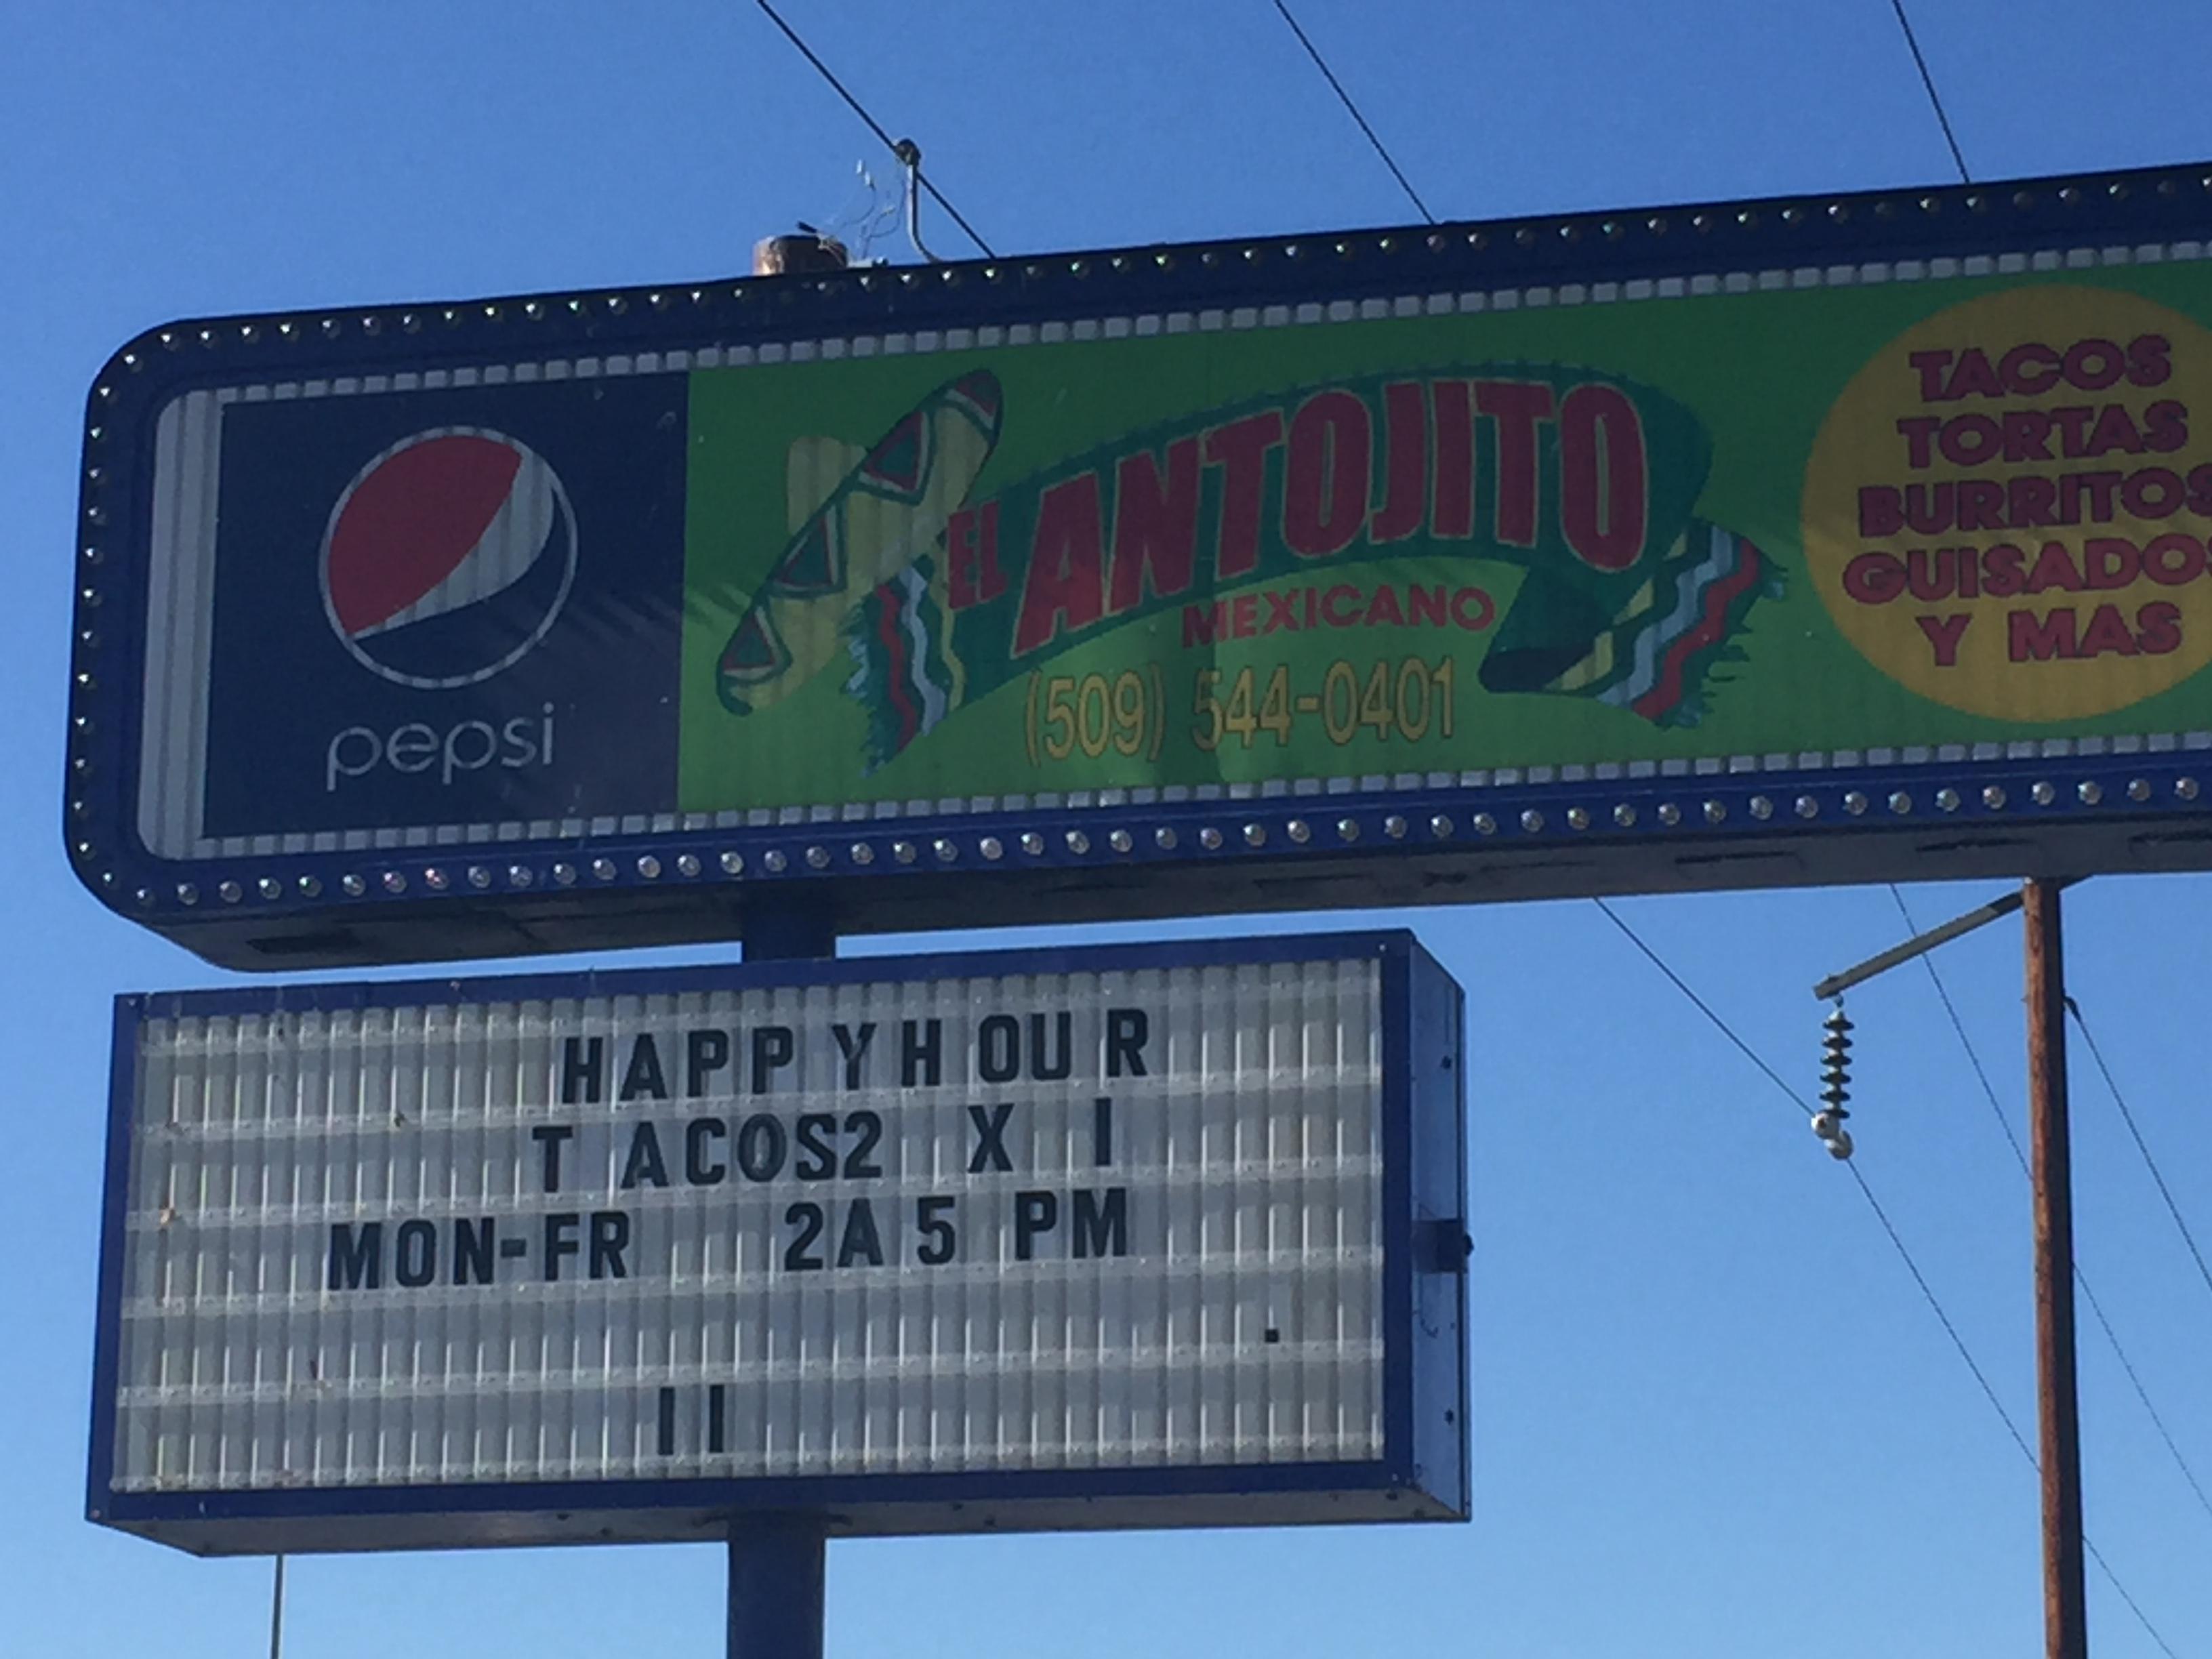 pepsi
EL ANTOJITO
MEXICANO
(509) 544-0401
TACOS
TORTAS
BURRITOS
GUISADOS
Y MAS
HAPPY HOUR
TACOS 2 X I
MON-FR 2 A 5 PM
. 
I I